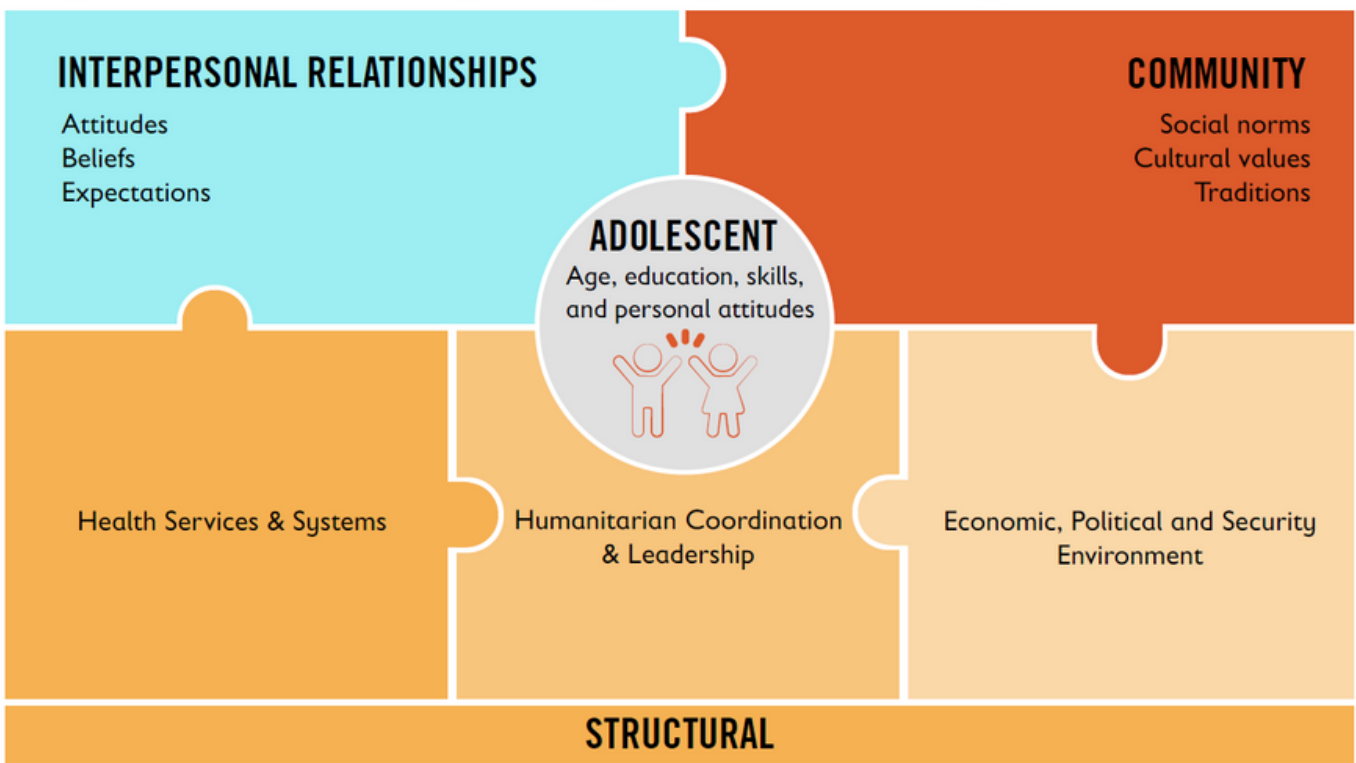 INTERPERSONAL RELATIONSHIPS
Attitudes
Beliefs
Expectations
COMMUNITY
Social norms
Cultural values
Traditions
ADOLESCENT
Age, education, skills,
and personal attitudes
Health Services & Systems
Humanitarian Coordination
& Leadership
Economic, Political and Security
Environment
STRUCTURAL